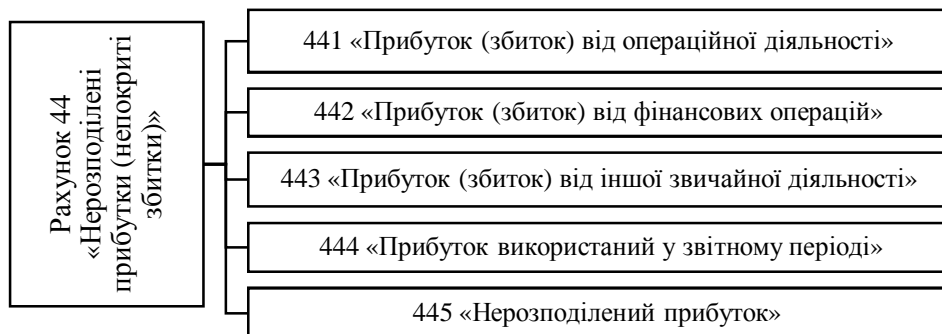 Рахунок 44
«Нерозподілені
прибутки (непокриті
збитки)»
441 «Прибуток (збиток) від операційної діяльності»
442 «Прибуток (збиток) від фінансових операцій»
443 «Прибуток (збиток) від іншої звичайної діяльності»
444 «Прибуток використаний у звітному періоді»
445 «Нерозподілений прибуток»